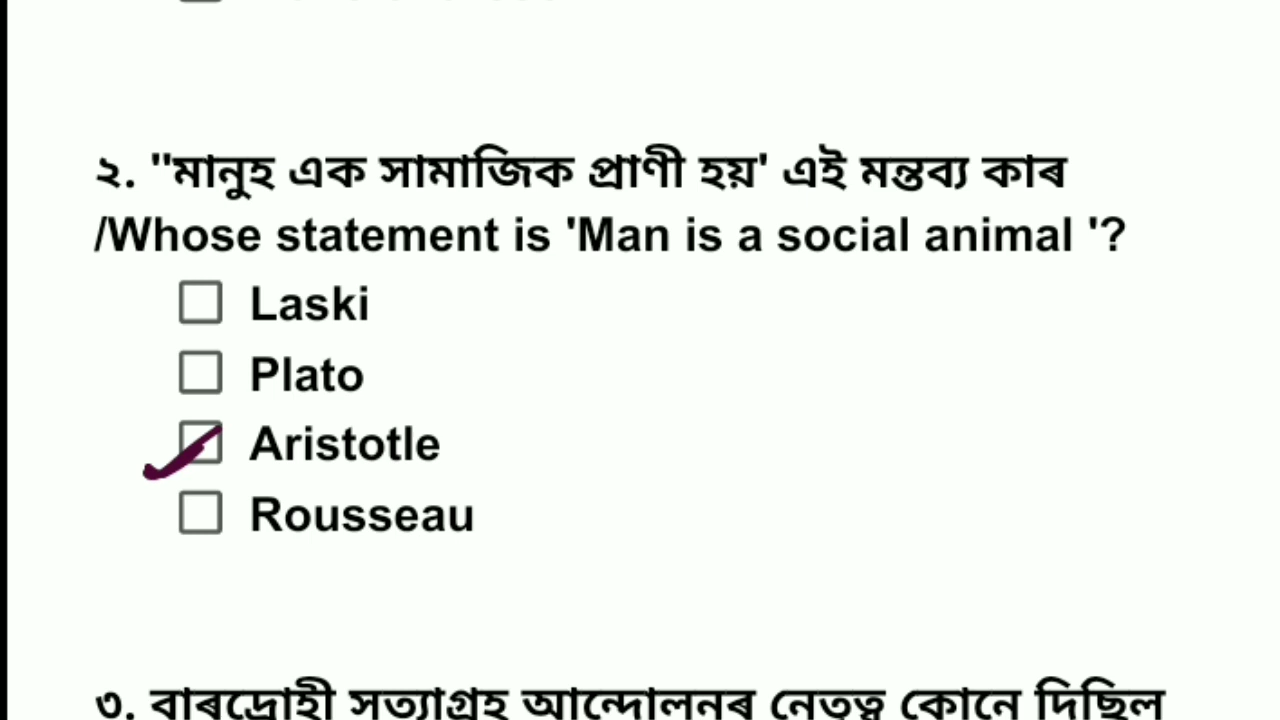 ২. "মানুহ এক সামাজিক প্ৰাণী হয়' এই মন্তব্য কাৰ
/Whose statement is 'Man is a social animal '?
Laski
Plato
Aristotle
Rousseau
৩. বাৰদ্ৰোহী সত্যাগ্ৰহ আন্দোলনৰ নেতৃত্ব কোনে দিছিল